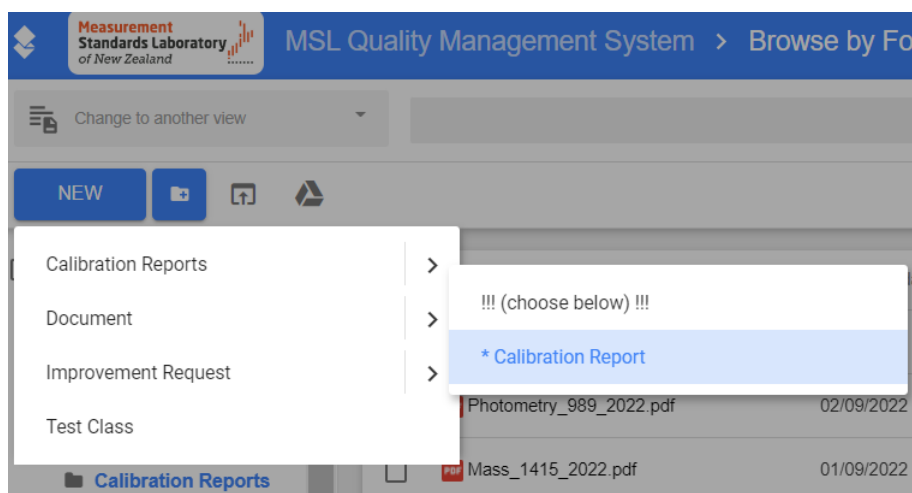 Measurement
Standards Laboratory
of New Zealand
MSL Quality Management System > Browse by Fo
Change to another view
NEW
Calibration Reports
Document
Improvement Request
Test Class
!!! (choose below) !!!
* Calibration Report
Photometry_989_2022.pdf 02/09/2022
Calibration Reports
PDF Mass_1415_2022.pdf 01/09/2022